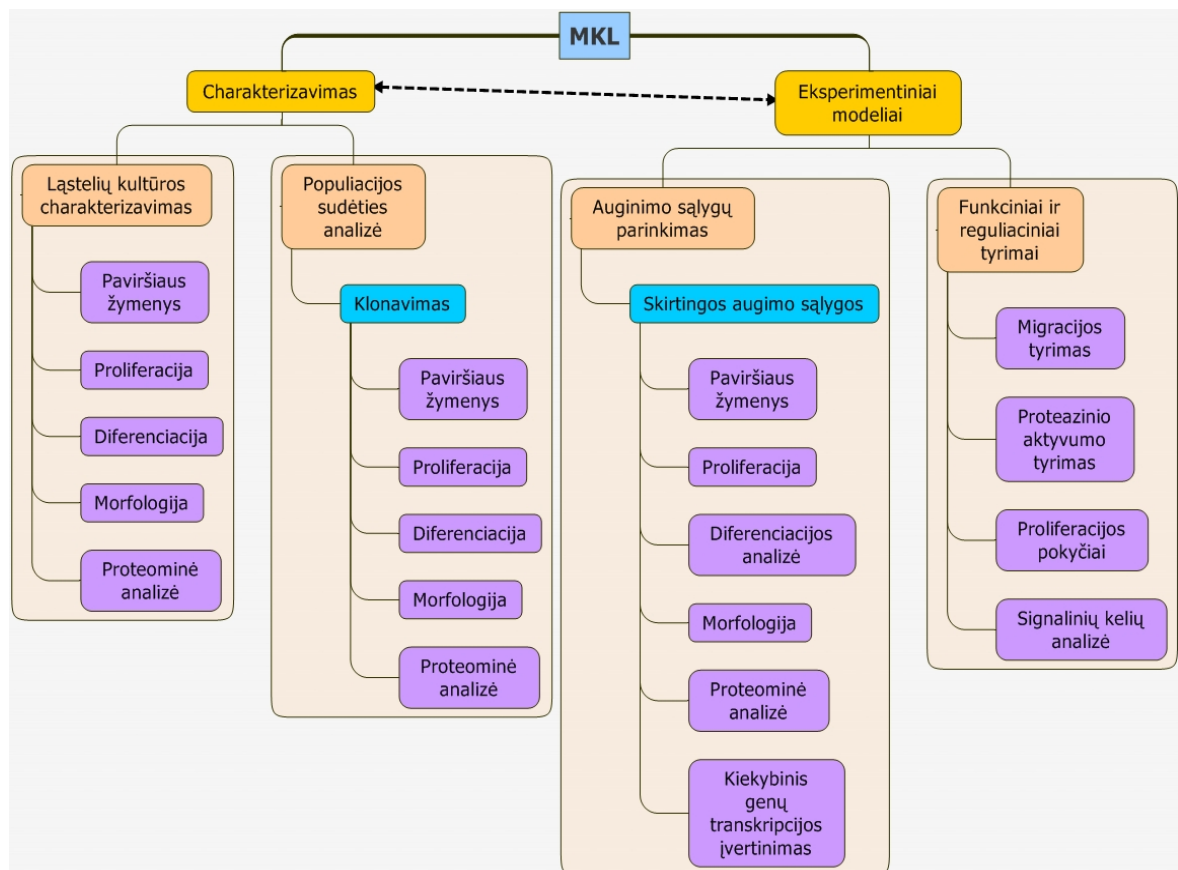 MKL
Charakterizavimas
Eksperimentiniai
modeliai
Ląstelių kultūros
charakterizavimas
Paviršiaus
žymenys
Proliferacija
Diferenciacija
Morfologija
Proteominė
analizė
Populiacijos
sudėties
analizė
Klonavimas
Paviršiaus
žymenys
Proliferacija
Diferenciacija
Morfologija
Proteominė
analizė
Auginimo sąlygų
parinkimas
Skirtingos augimo sąlygos
Paviršiaus
žymenys
Proliferacija
Diferenciacijos
analizė
Morfologija
Proteominė
analizė
Kiekybinis
genų
transkripcijos
įvertinimas
Funkciniai ir
reguliaciniai
tyrimai
Migracijos
tyrimas
Proteazinio
aktyvumo
tyrimas
Proliferacijos
pokyčiai
Signalinių kelių
analizė